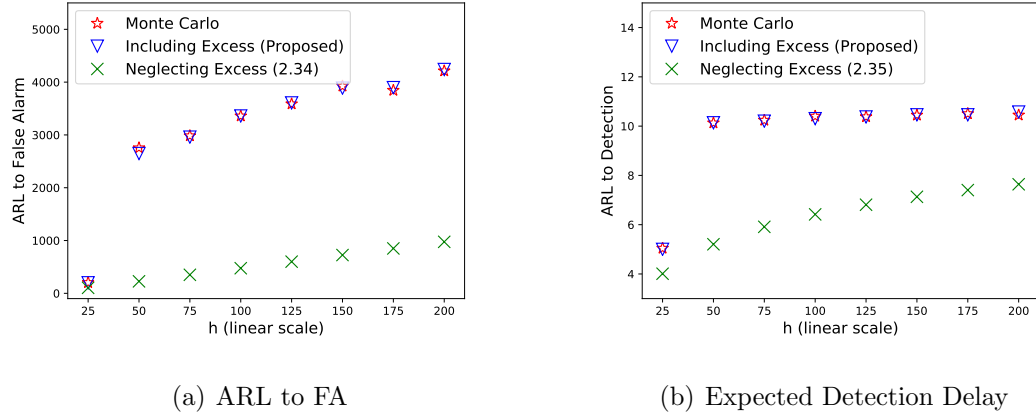 Monte Carlo
Including Excess (Proposed)
Neglecting Excess (2.34)
5000
4000
3000
2000
1000
0
ARL to False Alarm
25 50 75 100 125 150 175 200
h (linear scale)
(a) ARL to FA
Monte Carlo
Including Excess (Proposed)
Neglecting Excess (2.35)
14
12
10
8
6
4
ARL to Detection
25 50 75 100 125 150 175 200
h (linear scale)
(b) Expected Detection Delay